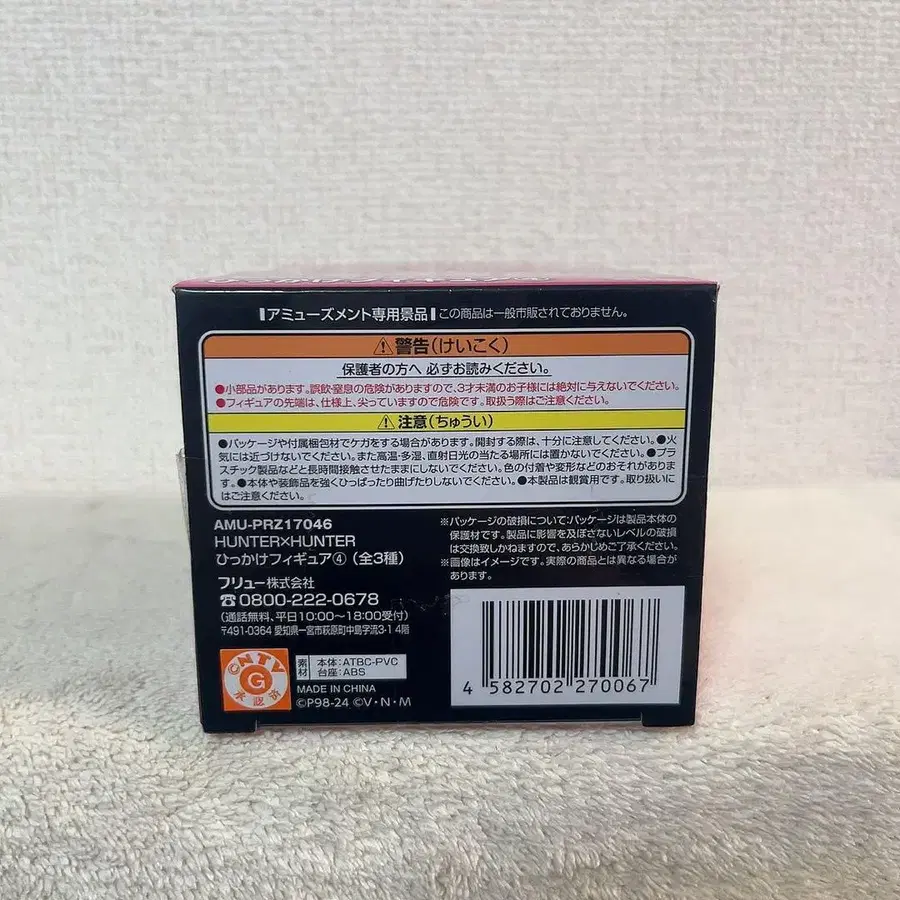 アミューズメント専用景品 この商品は一般市販されておりません。
⚠警告(けいこく)
保護者の方へ 必ずお読みください。
●小部品があります。誤飲・窒息の危険がありますので、3才未満のお子様には絶対に与えないでください。
●フィギュアの先端は、仕様上、尖っていますので危険です。取扱う際はご注意ください。
⚠注意(ちゅうい)
●パッケージや付属梱包材でケガをする場合があります。開封する際は、十分に注意してください。●火
気には近づけないでください。また高温・多湿、直射日光の当たる場所には置かないでください。●プラ
スチック製品などと長時間接触させたままにしないでください。色の付着や変形などのおそれがありま
す。●本体や装飾品を強くひっぱったり曲げたりしないでください。●本製品は観賞用です。取り扱いに
はご注意ください。
AMU-PRZ17046
HUNTER×HUNTER
ひっかけフィギュア④(全3種)
フリュー株式会社
☎0800-222-0678
(通話無料、平日10:00~18:00受付)
〒491-0364 愛知県一宮市萩原町中島字流3-1 4階
※パッケージの破損について:パッケージは製品本体の
保護材です。製品に影響を及ぼさないレベルの破損
は交換致しかねますので、あらかじめご了承ください。
※画像はイメージです。実際の商品とは異なる場合が
あります。
©NTV
G
承認済
素材
本体:ATBC-PVC
台座:ABS
MADE IN CHINA
©P98-24 ©V・N・M
4 582702 270067